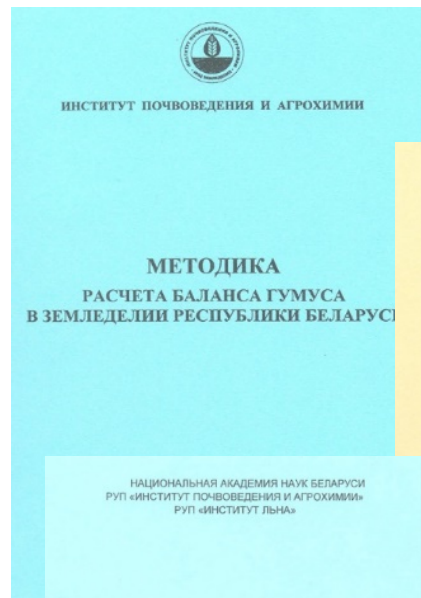 ИНСТИТУТ ПОЧВОВЕДЕНИЯ И АГРОХИМИИ
МЕТОДИКА
РАСЧЕТА БАЛАНСА ГУМУСА
В ЗЕМЛЕДЕЛИИ РЕСПУБЛИКИ БЕЛАРУСИ
НАЦИОНАЛЬНАЯ АКАДЕМИЯ НАУК БЕЛАРУСИ
РУП «ИНСТИТУТ ПОЧВОВЕДЕНИЯ И АГРОХИМИИ»
РУП «ИНСТИТУТ ЛЬНА»